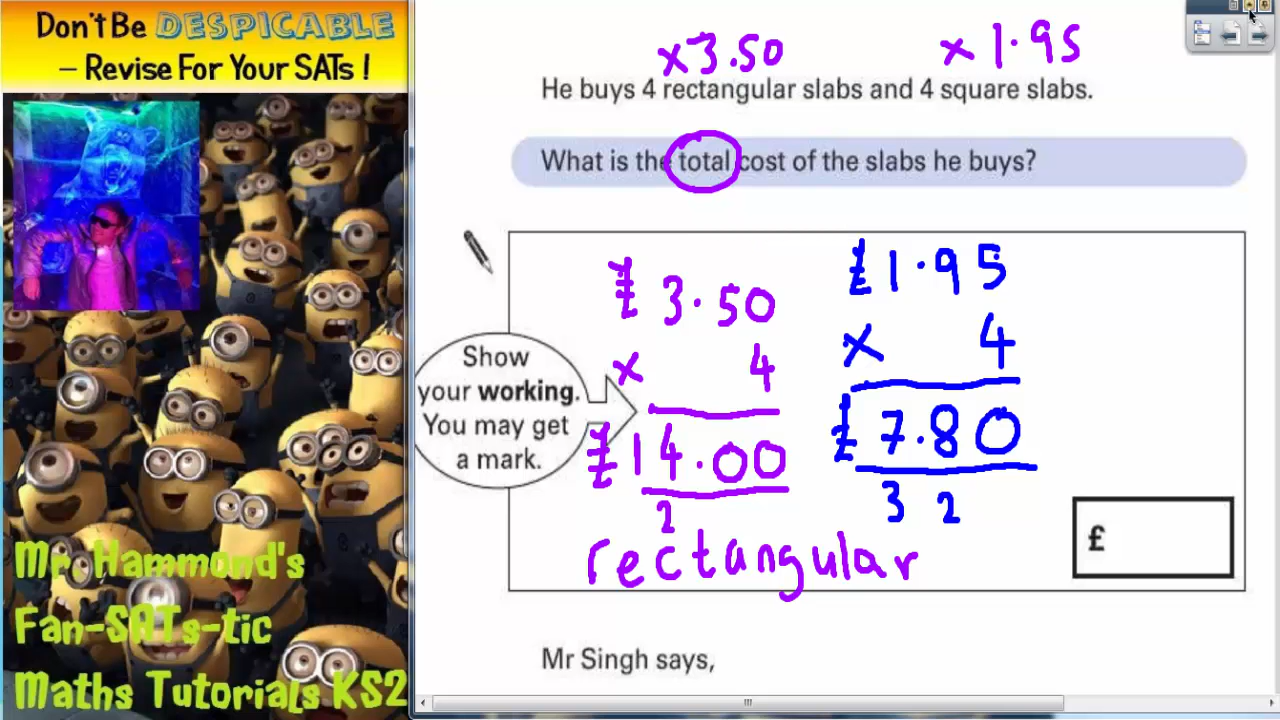 Don't Be DESPICABLE
– Revise For Your SATs !
Mr. Hammond's
Fan-SATs-tic
Maths Tutorials KS2
x3.50 x 1.95
He buys 4 rectangular slabs and 4 square slabs.
What is the total cost of the slabs he buys?
Show
your working.
You may get
a mark.
£3.50
x 4
£14.00
2
rectangular
£1.95
x 4
£7.80
3 2
£
Mr Singh says,